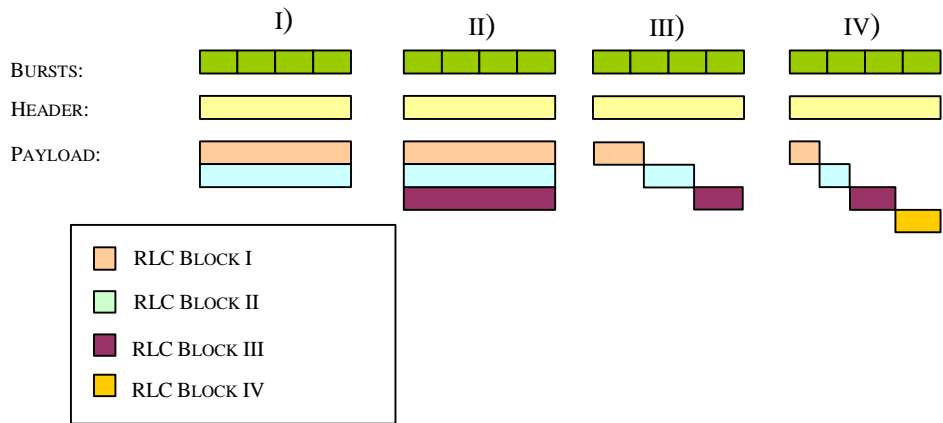 I) II) III) IV)
BURSTS:
HEADER:
PAYLOAD:
RLC BLOCK I
RLC BLOCK II
RLC BLOCK III
RLC BLOCK IV